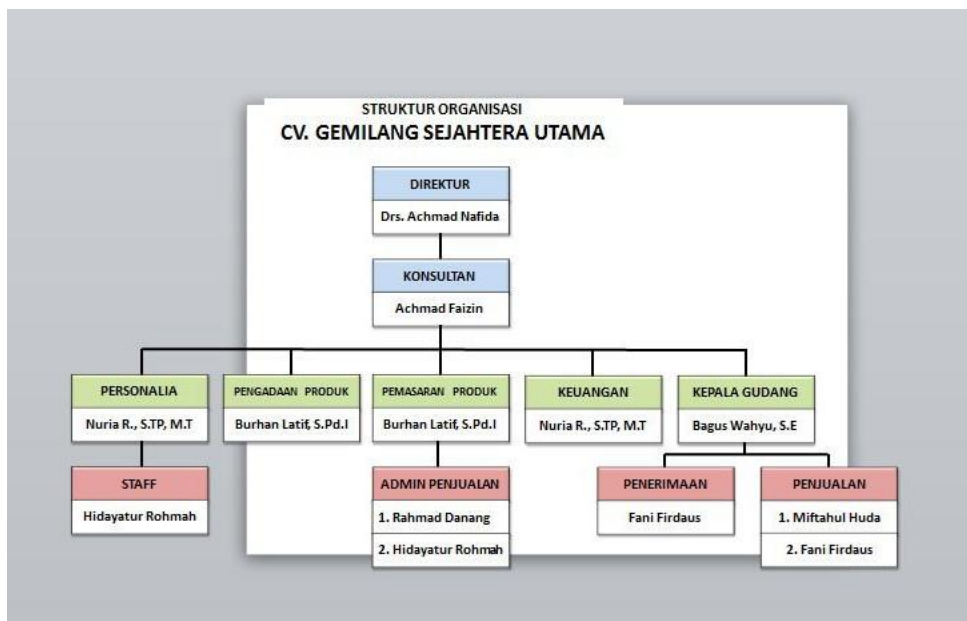 STRUKTUR ORGANISASI
CV. GEMILANG SEJAHTERA UTAMA
DIREKTUR
Drs. Achmad Nafida
KONSULTAN
Achmad Faizin
PERSONALIA
Nuria R., S.TP, M.T
PENGADAAN PRODUK
Burhan Latif, S.Pd.I
PEMASARAN PRODUK
Burhan Latif, S.Pd.I
KEUANGAN
Nuria R., S.TP, M.T
KEPALA GUDANG
Bagus Wahyu, S.E
STAFF
Hidayatur Rohmah
ADMIN PENJUALAN
1. Rahmad Danang
2. Hidayatur Rohmah
PENERIMAAN
Fani Firdaus
PENJUALAN
1. Miftahul Huda
2. Fani Firdaus